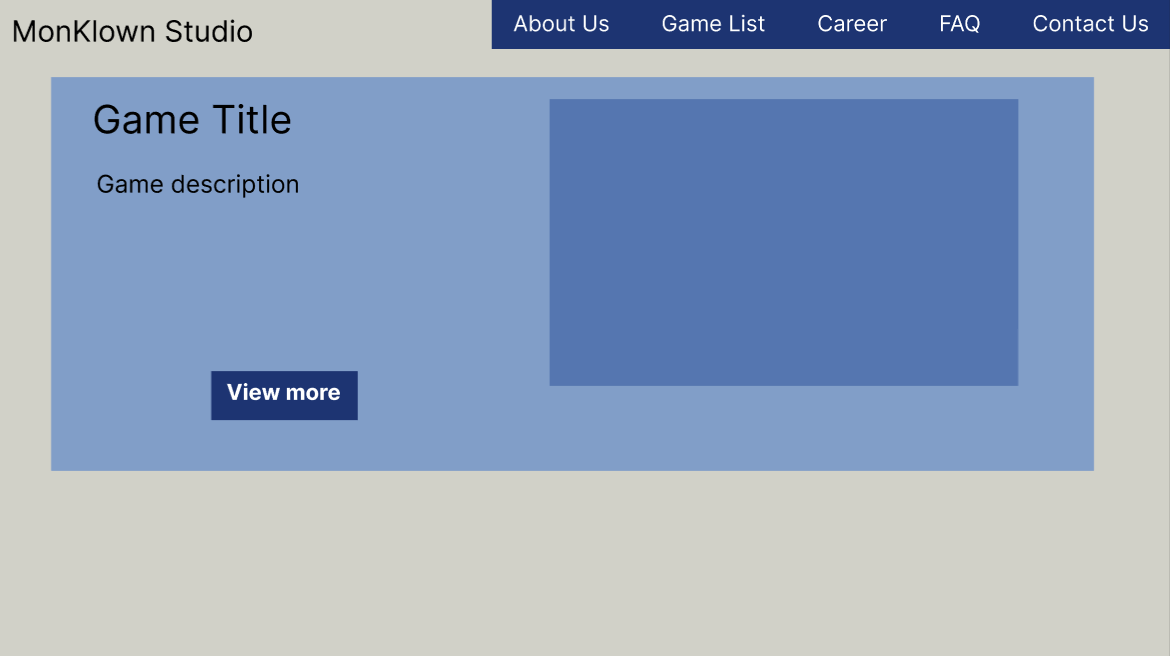 MonKlown Studio
About Us Game List Career FAQ Contact Us
Game Title
Game description
View more